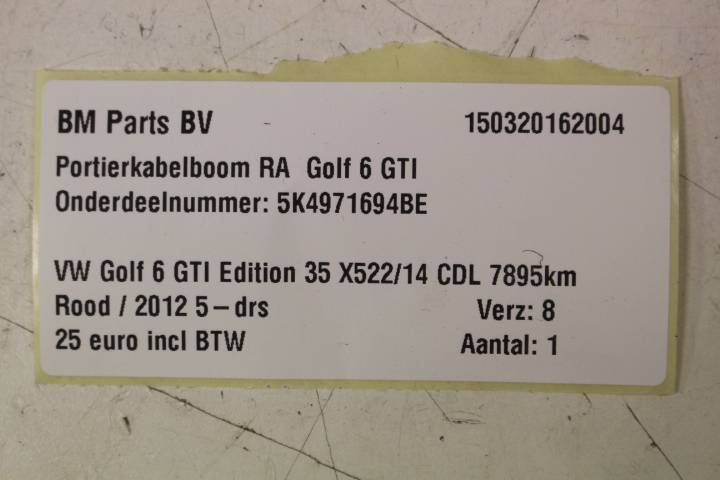 BM Parts BV 150320162004
Portierkabelboom RA Golf 6 GTI
Onderdeelnummer: 5K4971694BE
VW Golf 6 GTI Edition 35 X522/14 CDL 7895km
Rood / 2012 5-drs Verz: 8
25 euro incl BTW Aantal: 1